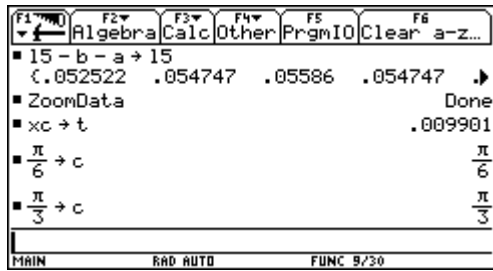 F1 F2 F3 F4 F5 F6
Algebra Calc Other PrgmIO Clear a-z…
15 - b - a → 15
{.052522 .054747 .05586 .054747
ZoomData Done
xc → t .009901
π/6 → c π/6
π/3 → c π/3
MAIN RAD AUTO FUNC 9/30